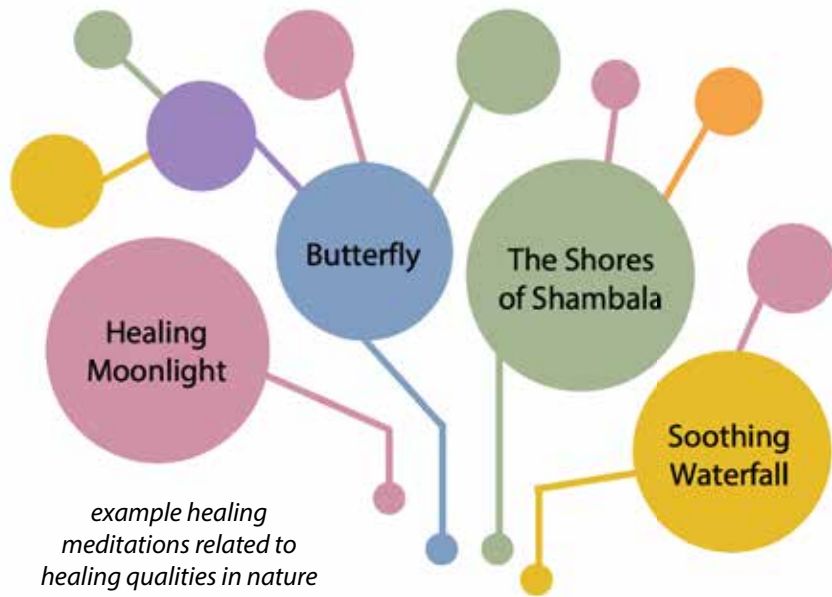 Butterfly
The Shores
of Shambala
Healing
Moonlight
Soothing
Waterfall
example healing
meditations related to
healing qualities in nature